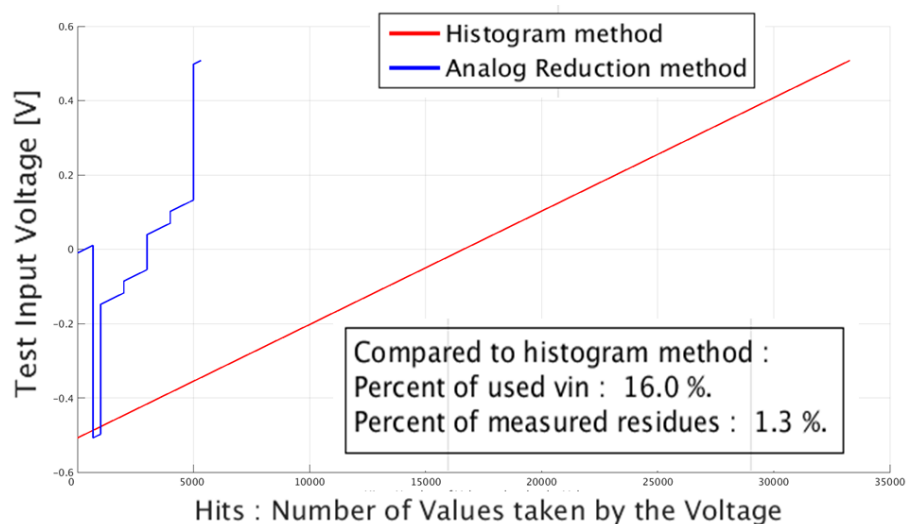 0.6
Histogram method
Analog Reduction method
0.4
0.2
0
-0.2
-0.4
-0.6
Test Input Voltage [V]
Compared to histogram method :
Percent of used vin : 16.0 %.
Percent of measured residues : 1.3 %.
0
5000
10000
15000
20000
25000
30000
35000
Hits : Number of Values taken by the Voltage